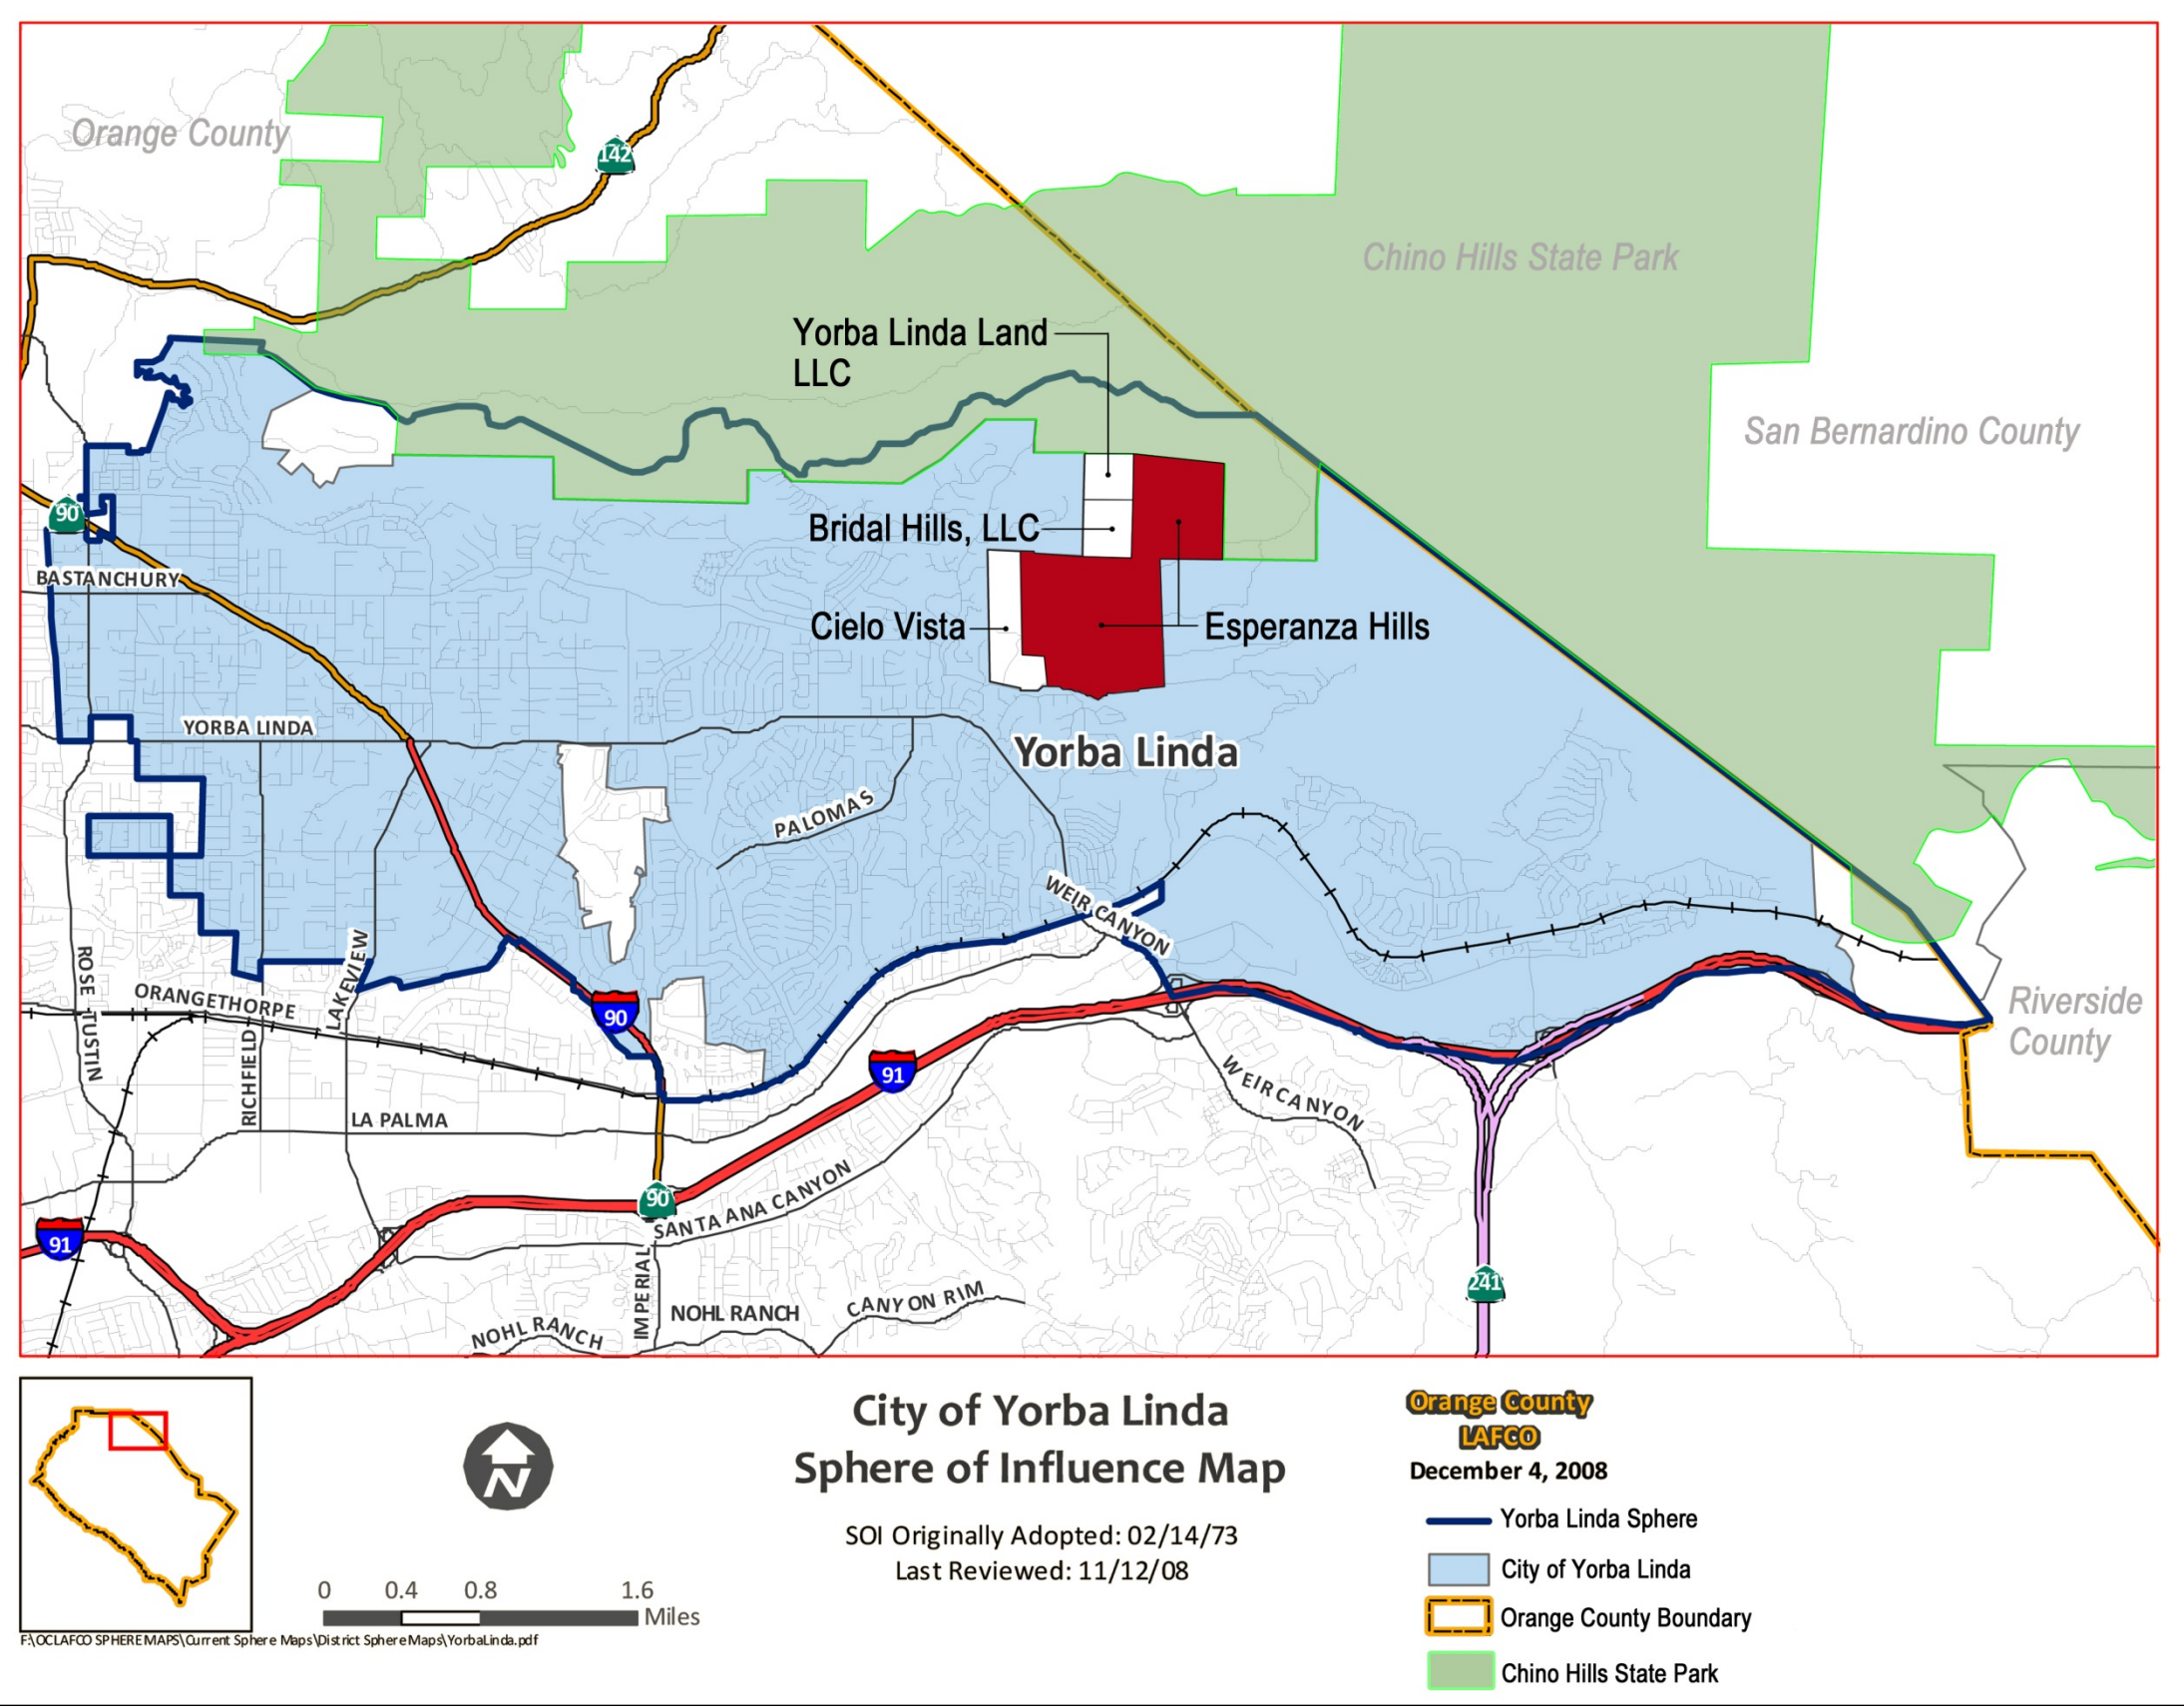 Orange County
142
Chino Hills State Park
Yorba Linda Land
LLC
San Bernardino County
90
Bridal Hills, LLC
BASTANCHURY
Cielo Vista
Esperanza Hills
YORBA LINDA
Yorba Linda
PALOMAS
WEIR CANYON
ROSE
TUSTIN
ORANGETHORPE
LAKEVIEW
RICHFIELD
90
Riverside
County
91
WEIR CANYON
LA PALMA
90
SANTA ANA CANYON
91
IMPERIAL
241
NOHL RANCH
NOHL RANCH
CANYON RIM
City of Yorba Linda
Sphere of Influence Map
SOI Originally Adopted: 02/14/73
Last Reviewed: 11/12/08
N
0 0.4 0.8 1.6
Miles
F:\OCLAFCO SPHERE MAPS\Current Sphere Maps\District Sphere Maps\YorbaLinda.pdf
Orange County
LAFCO
December 4, 2008
Yorba Linda Sphere
City of Yorba Linda
Orange County Boundary
Chino Hills State Park